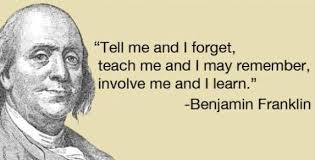 “Tell me and I forget,
teach me and I may remember,
involve me and I learn.”
-Benjamin Franklin